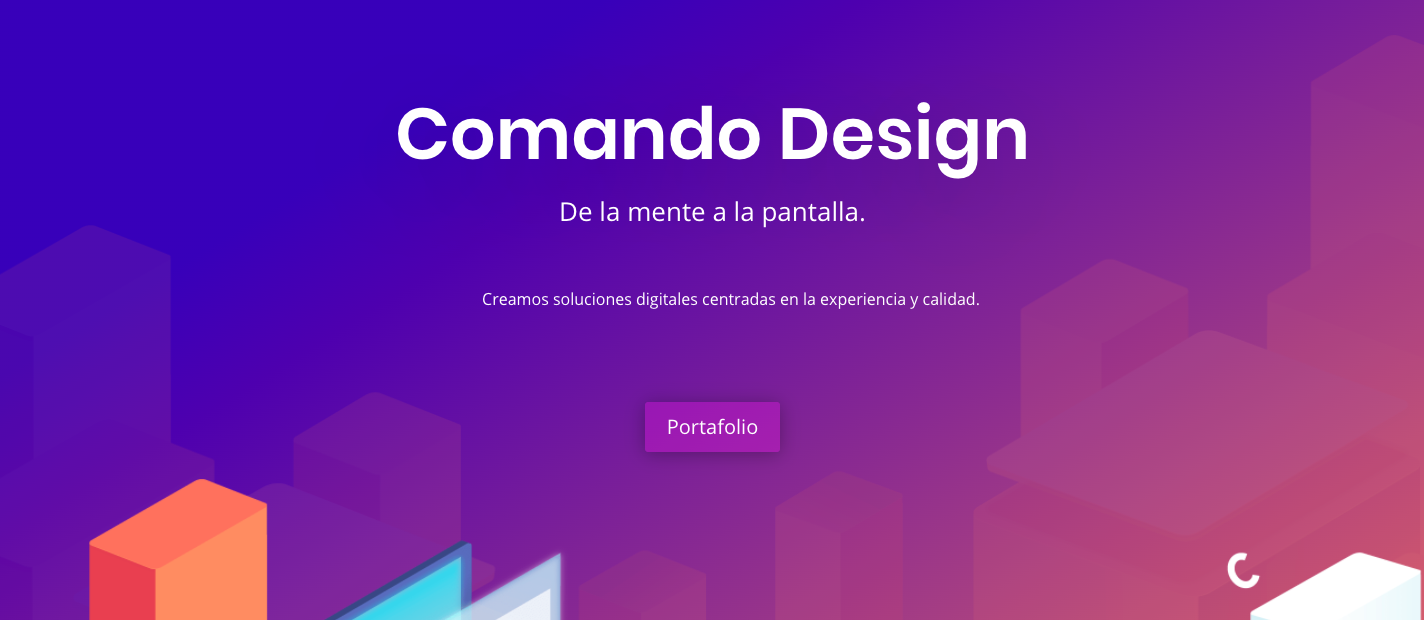 Comando Design
De la mente a la pantalla.
Creamos soluciones digitales centradas en la experiencia y calidad.
Portafolio